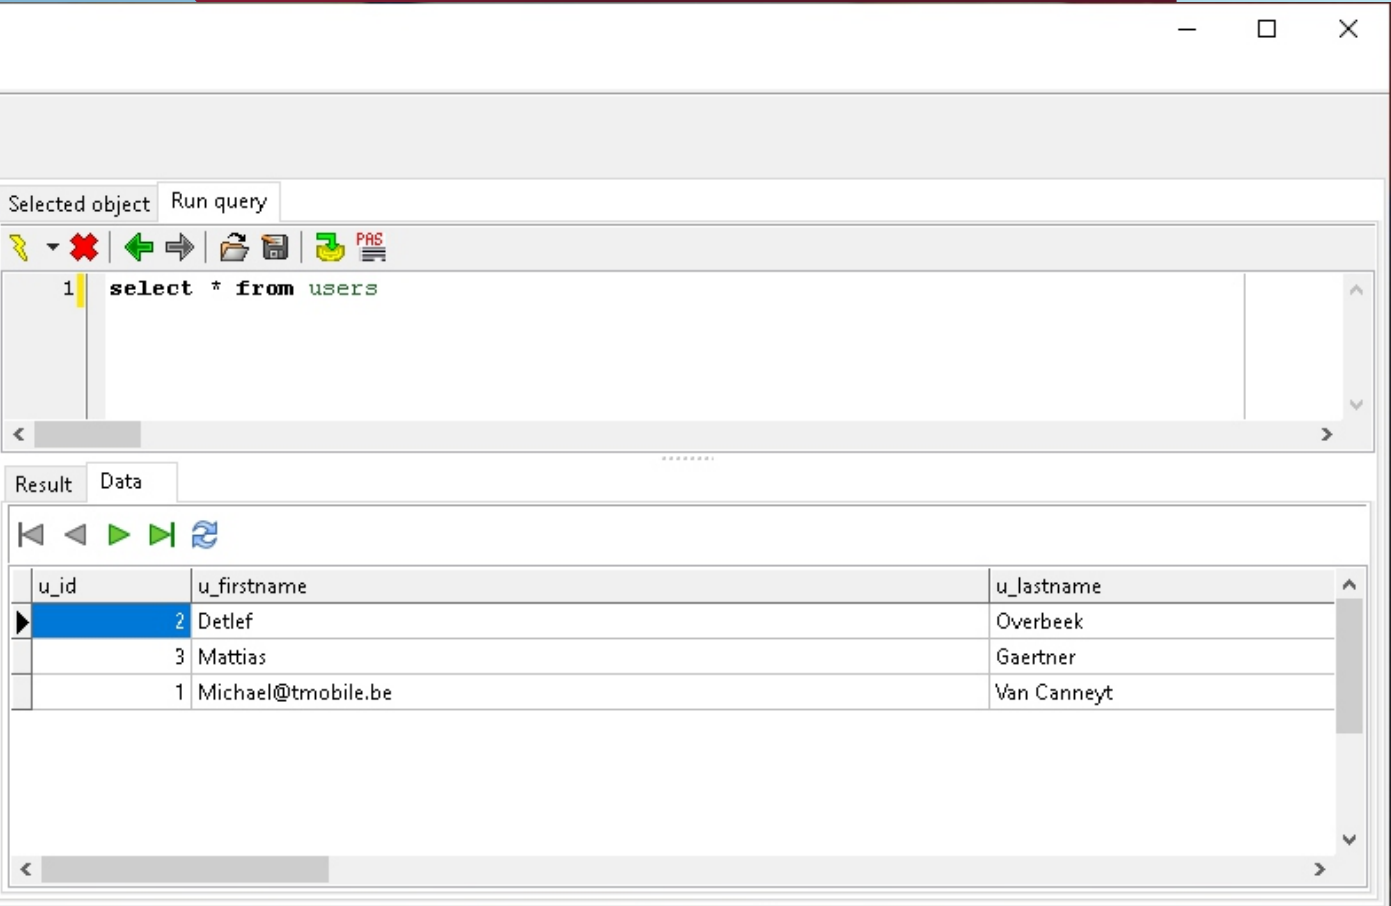 Selected object Run query
PAS
1 select * from users
Result Data
u_id u_firstname u_lastname
2 Detlef Overbeek
3 Mattias Gaertner
1 Michael@tmobile.be Van Canneyt